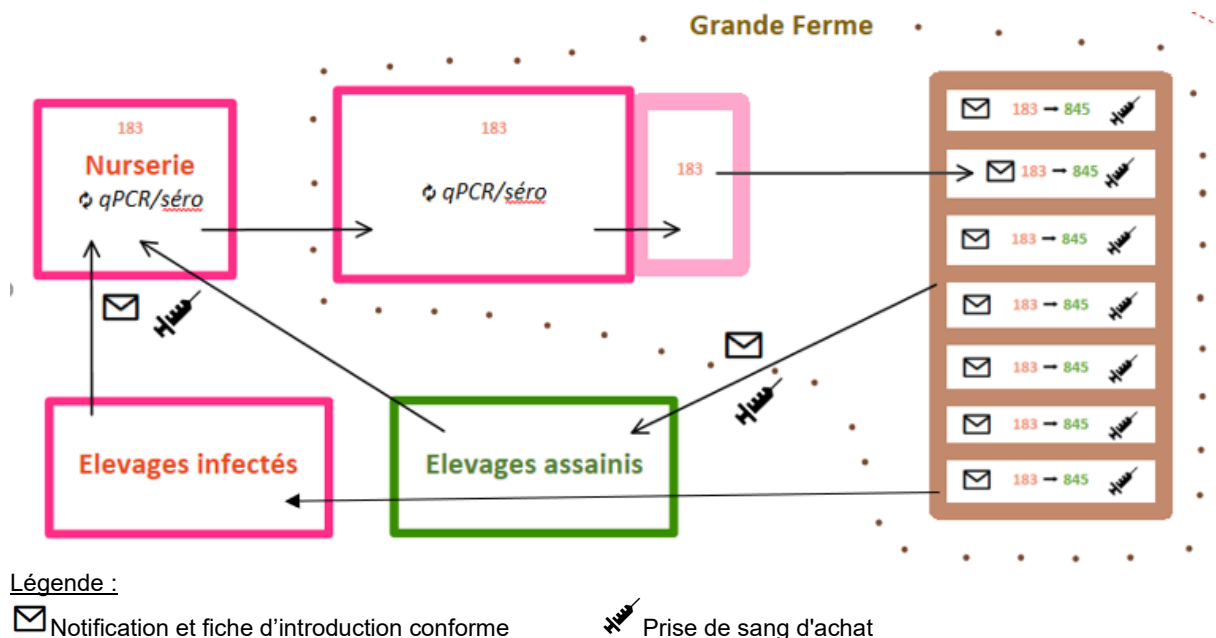 Grande Ferme
183
Nurserie
qPCR/séro
183
qPCR/séro
183
183 → 845
183 → 845
183 → 845
183 → 845
183 → 845
183 → 845
183 → 845
Elevages infectés
Elevages assainis
Légende :
Notification et fiche d'introduction conforme
Prise de sang d'achat